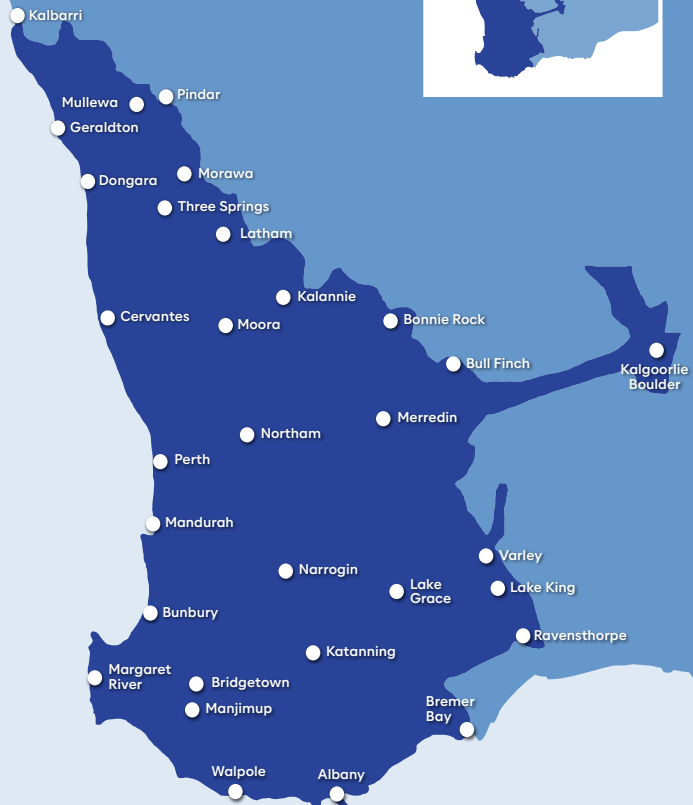 Kalbarri
Pindar
Mullewa
Geraldton
Morawa
Dongara
Three Springs
Latham
Kalannie
Cervantes
Bonnie Rock
Moora
Bull Finch
Kalgoorlie
Boulder
Merredin
Northam
Perth
Mandurah
Varley
Narrogin
Lake
Grace
Lake King
Bunbury
Ravensthorpe
Katanning
Margaret
River
Bridgetown
Bremer
Bay
Manjimup
Walpole
Albany